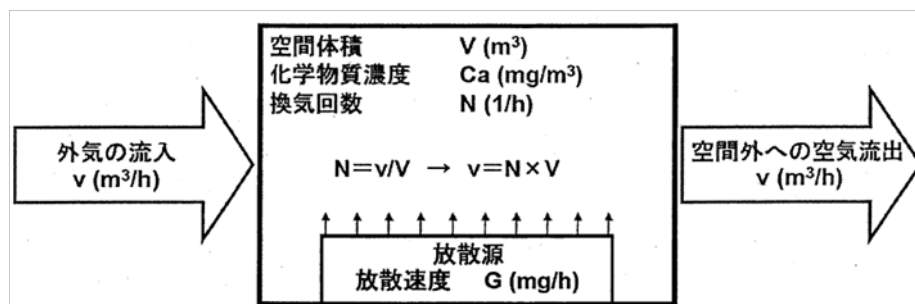 外気の流入
v (m³/h)
空間体積 V (m³)
化学物質濃度 Ca (mg/m³)
換気回数 N (1/h)
N=v/V → v=N×V
放散源
放散速度 G (mg/h)
空間外への空気流出
v (m³/h)